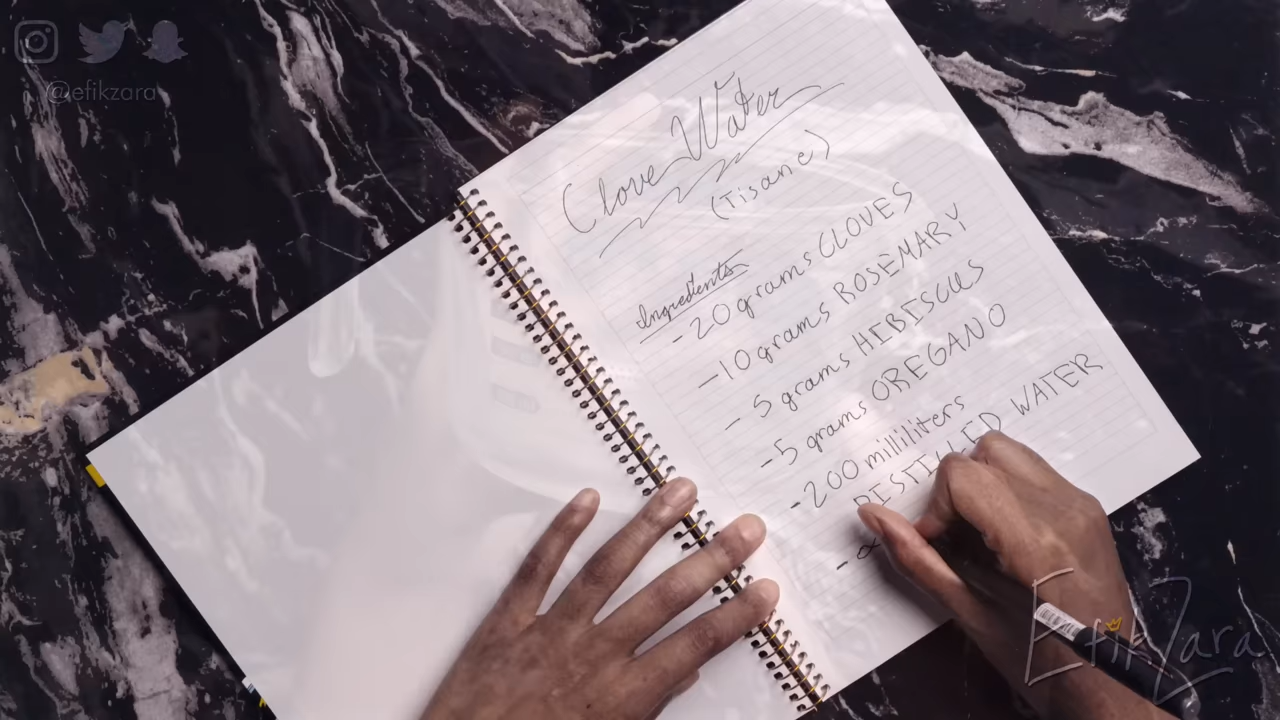 @efikzara
Clove Water
(Tisane)
Ingredients
-20 grams CLOVES
-10 grams ROSEMARY
-5 grams HIBISCUS
-5 grams OREGANO
-200 milliliters
DISTILLED WATER
-
EfikZara